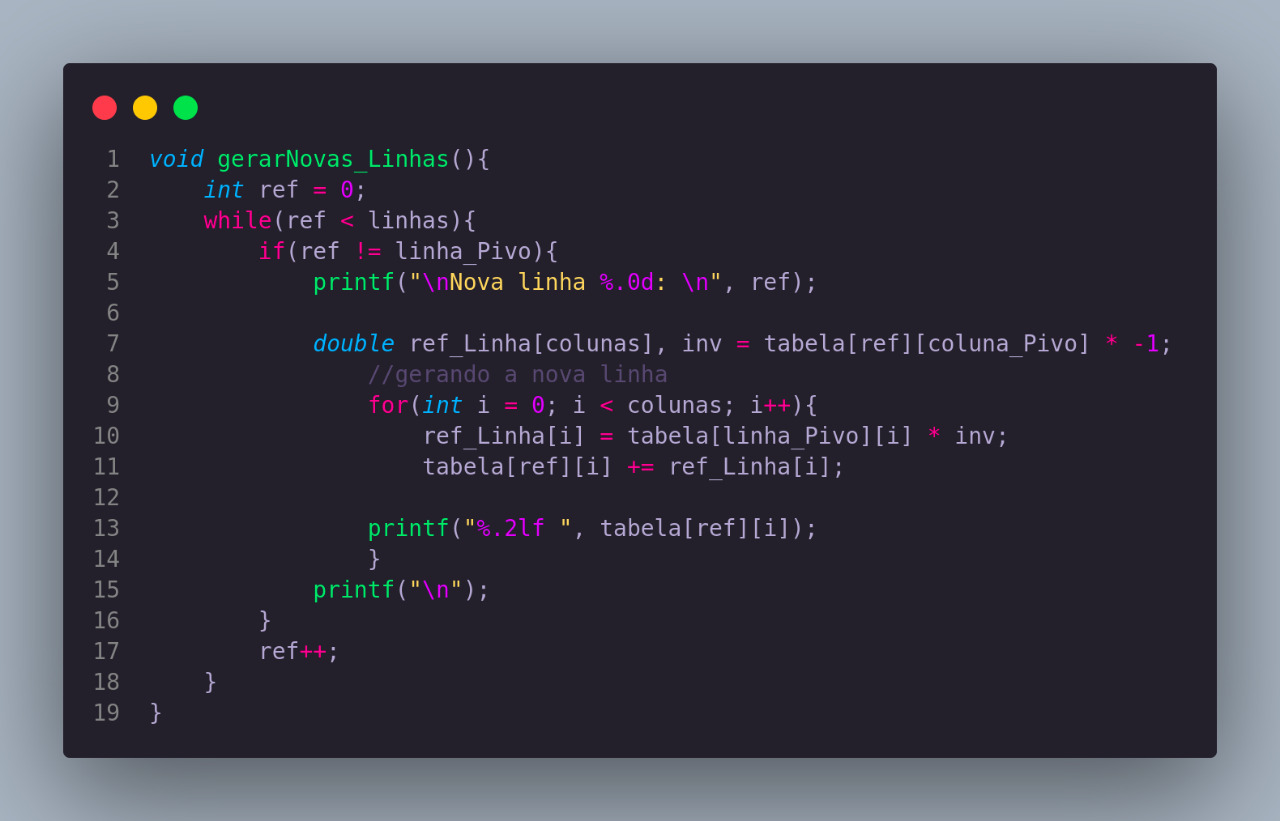 1 void gerarNovas_Linhas(){
2     int ref = 0;
3     while(ref < linhas){
4         if(ref != linha_Pivo){
5             printf("\nNova linha %.0d: \n", ref);
6
7             double ref_Linha[colunas], inv = tabela[ref][coluna_Pivo] * -1;
8                 //gerando a nova linha
9                 for(int i = 0; i < colunas; i++){
10                     ref_Linha[i] = tabela[linha_Pivo][i] * inv;
11                     tabela[ref][i] += ref_Linha[i];
12
13                 printf("%.2lf ", tabela[ref][i]);
14                 }
15             printf("\n");
16         }
17         ref++;
18     }
19 }